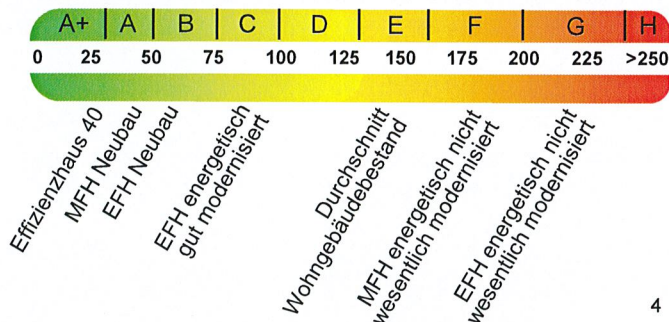 A+ A B C D E F G H
0 25 50 75 100 125 150 175 200 225 >250
Effizienzhaus 40
MFH Neubau
EFH Neubau
EFH energetisch
gut modernisiert
Durchschnitt
Wohngebäudebestand
MFH energetisch nicht
wesentlich modernisiert
EFH energetisch nicht
wesentlich modernisiert
4